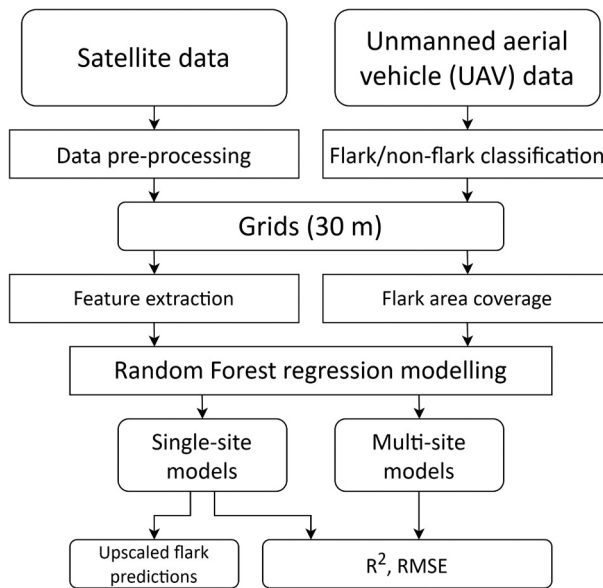 Satellite data
Unmanned aerial
vehicle (UAV) data
Data pre-processing
Flark/non-flark classification
Grids (30 m)
Feature extraction
Flark area coverage
Random Forest regression modelling
Single-site
models
Multi-site
models
Upscaled flark
predictions
R², RMSE